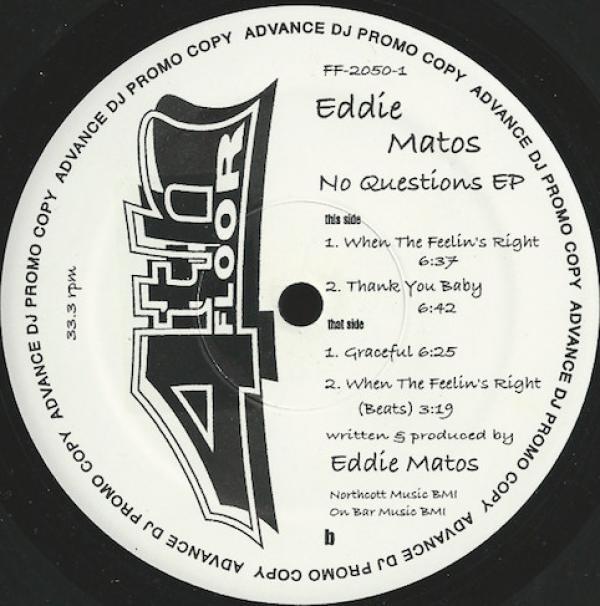 ADVANCE DJ PROMO COPY ADVANCE DJ PROMO COPY ADVANCE DJ PROMO COPY ADVANCE DJ PROMO COPY ADVANCE DJ PROMO COPY ADVANCE DJ PROMO COPY ADVANCE DJ PROMO COPY
4th
FLOOR
33.3 rpm
FF-2050-1
Eddie
Matos
No Questions EP
this side
1. When The Feelin's Right
6:37
2. Thank You Baby
6:42
that side
1. Graceful 6:25
2. When The Feelin's Right
(Beats) 3:19
written & produced by
Eddie Matos
Northcott Music BMI
On Bar Music BMI
b